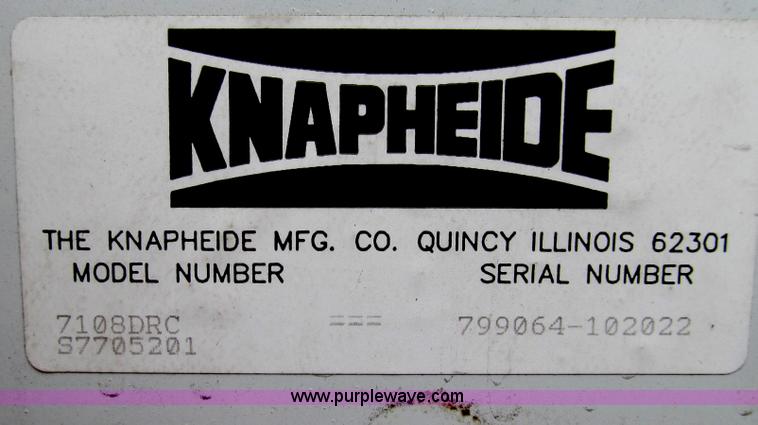 KNAPHEIDE
THE KNAPHEIDE MFG. CO. QUINCY ILLINOIS 62301
MODEL NUMBER SERIAL NUMBER
7108DRC === 799064-102022
S7705201
www.purplewave.com